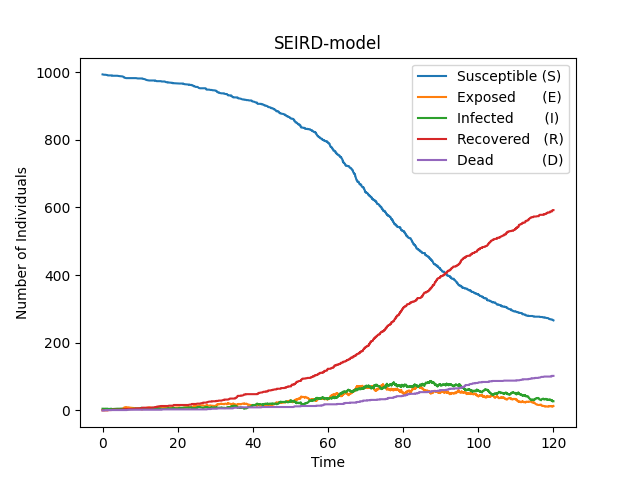 SEIRD-model
Number of Individuals
1000
800
600
400
200
0
Susceptible (S)
Exposed (E)
Infected (I)
Recovered (R)
Dead (D)
0 20 40 60 80 100 120
Time